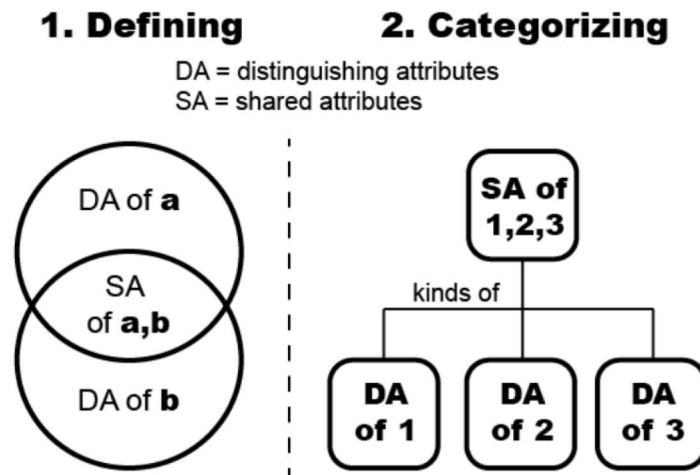 1. Defining
2. Categorizing
DA = distinguishing attributes
SA = shared attributes
DA of a
SA
of a,b
DA of b
SA of
1,2,3
kinds of
DA
of 1
DA
of 2
DA
of 3